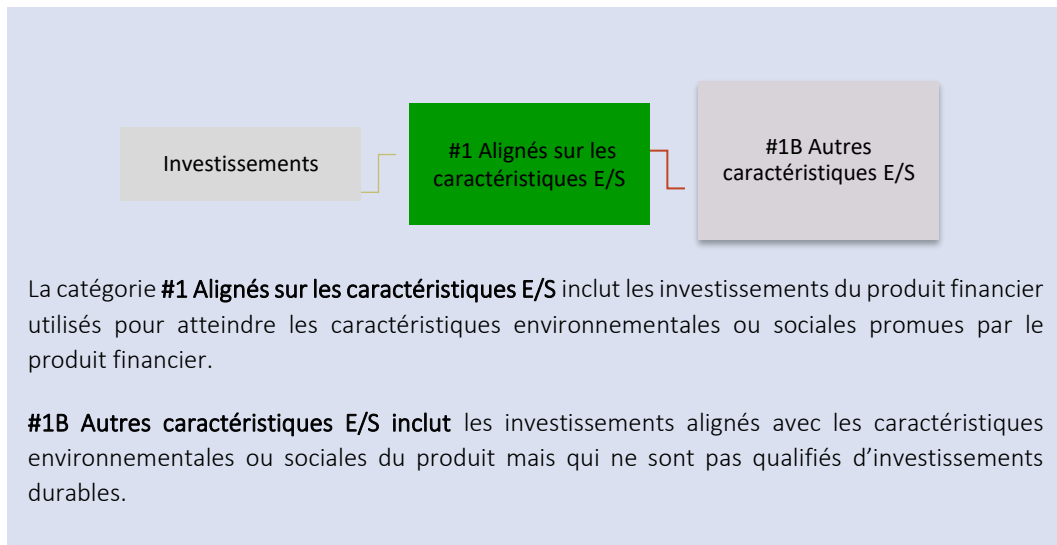 Investissements
#1 Alignés sur les
caractéristiques E/S
#1B Autres
caractéristiques E/S
La catégorie #1 Alignés sur les caractéristiques E/S inclut les investissements du produit financier
utilisés pour atteindre les caractéristiques environnementales ou sociales promues par le
produit financier.
#1B Autres caractéristiques E/S inclut les investissements alignés avec les caractéristiques
environnementales ou sociales du produit mais qui ne sont pas qualifiés d’investissements
durables.